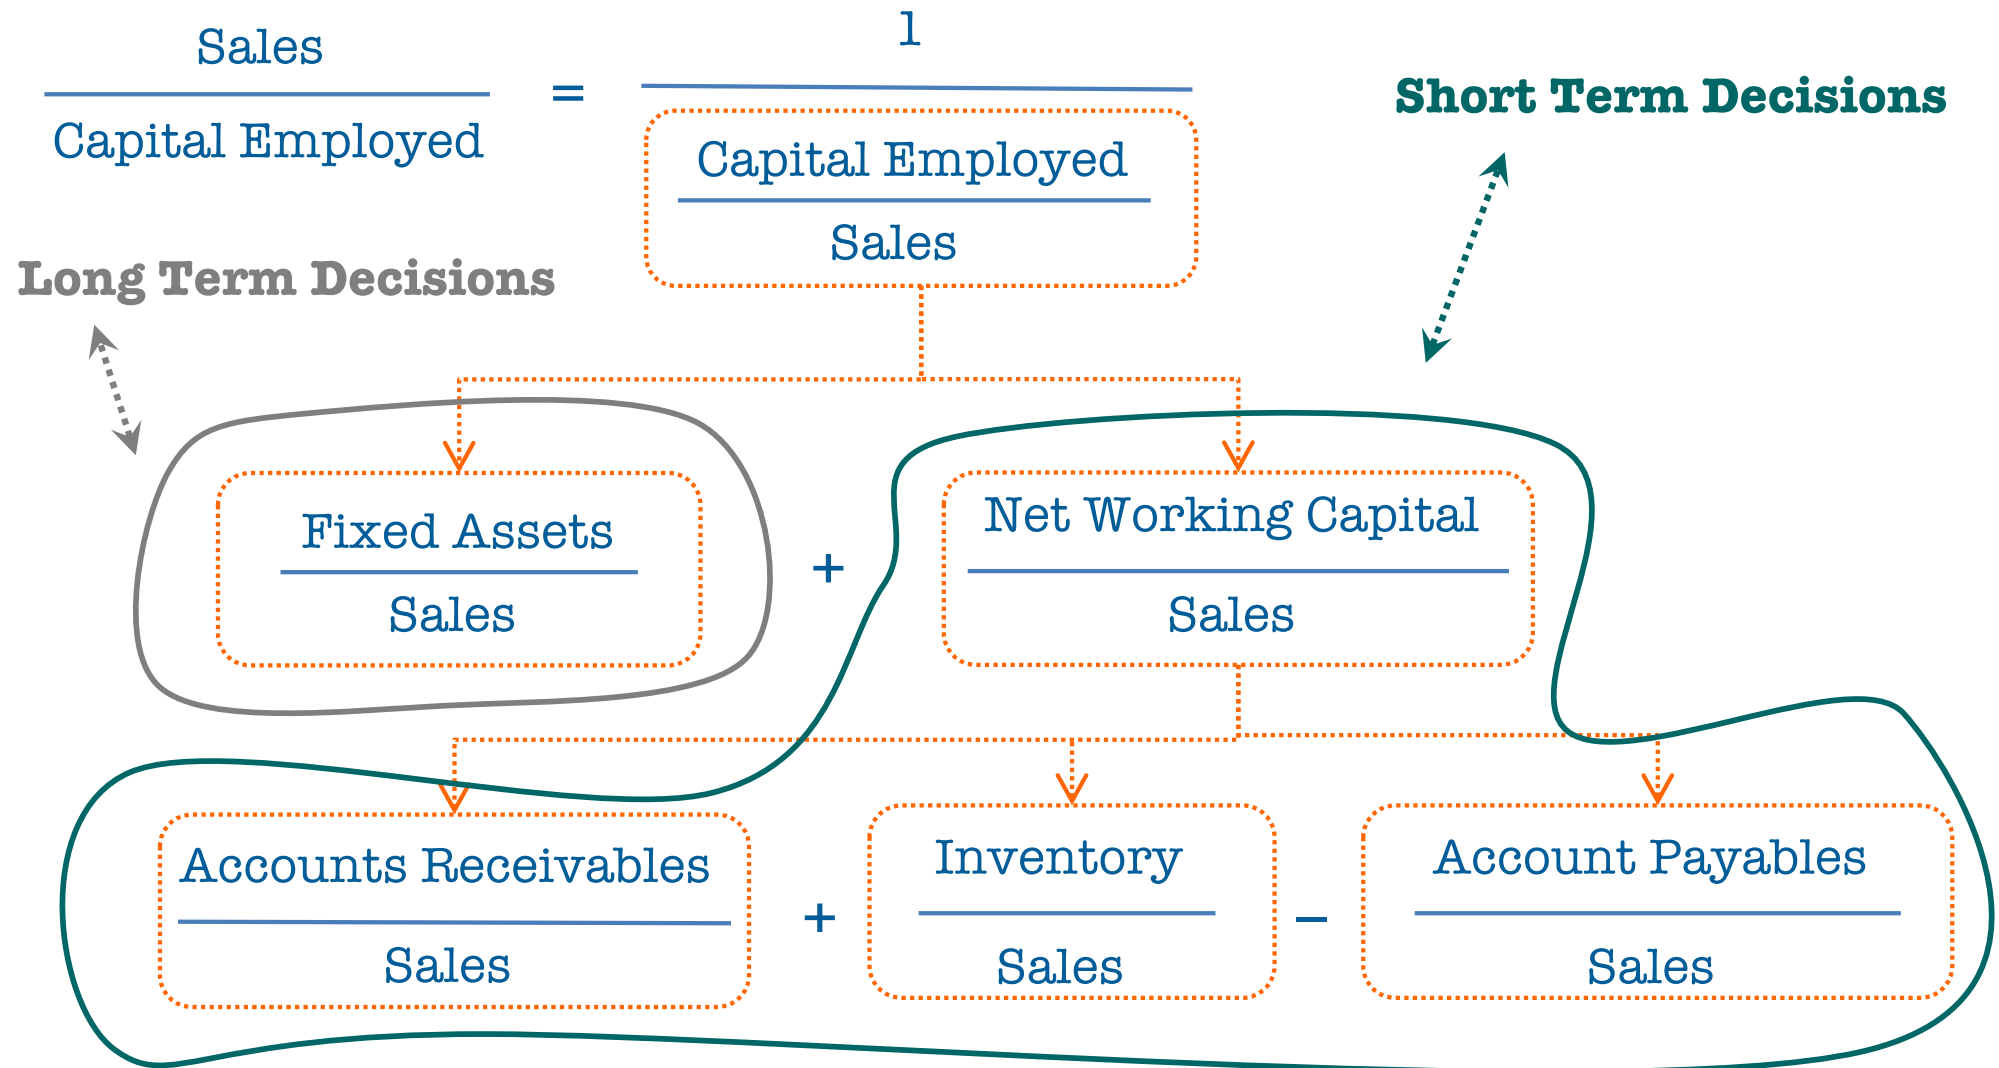 Sales
Capital Employed
=
1
Capital Employed
Sales
Short Term Decisions
Long Term Decisions
Fixed Assets
Sales
+
Net Working Capital
Sales
Accounts Receivables
Sales
+
Inventory
Sales
−
Account Payables
Sales